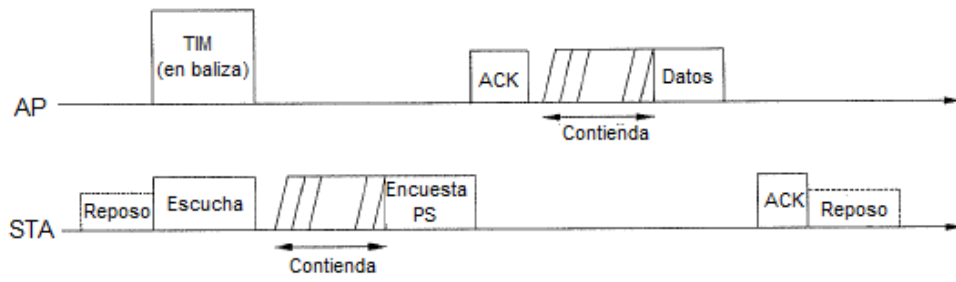 TIM
(en baliza)
ACK
Datos
AP
Contienda
Reposo
Escucha
Encuesta
PS
ACK
Reposo
STA
Contienda